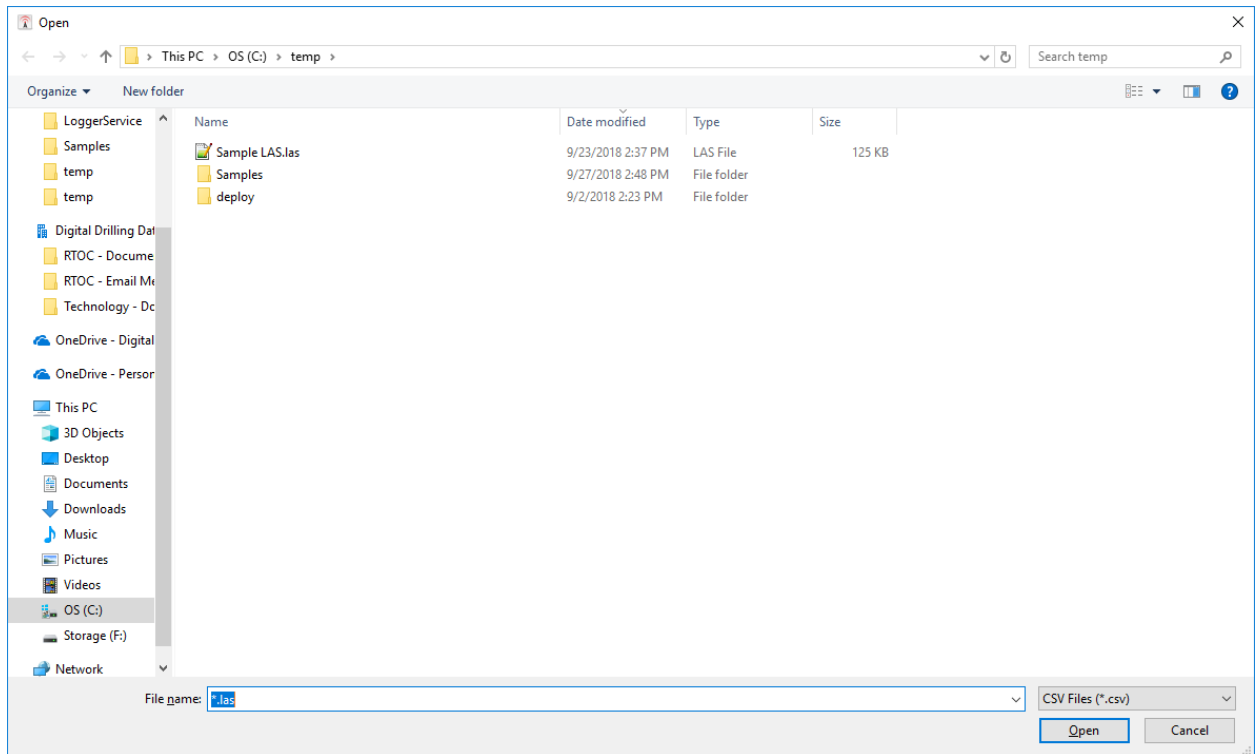 Open
This PC > OS (C:) > temp >
Search temp
Organize
New folder
Name
Date modified
Type
Size
Sample LAS.las 9/23/2018 2:37 PM LAS File 125 KB
Samples 9/27/2018 2:48 PM File folder
deploy 9/2/2018 2:23 PM File folder
LoggerService
Samples
temp
temp
Digital Drilling Dat
RTOC - Docume
RTOC - Email Me
Technology - Dc
OneDrive - Digital
OneDrive - Person
This PC
3D Objects
Desktop
Documents
Downloads
Music
Pictures
Videos
OS (C:)
Storage (F:)
Network
File name: *.las
CSV Files (*.csv)
Open
Cancel